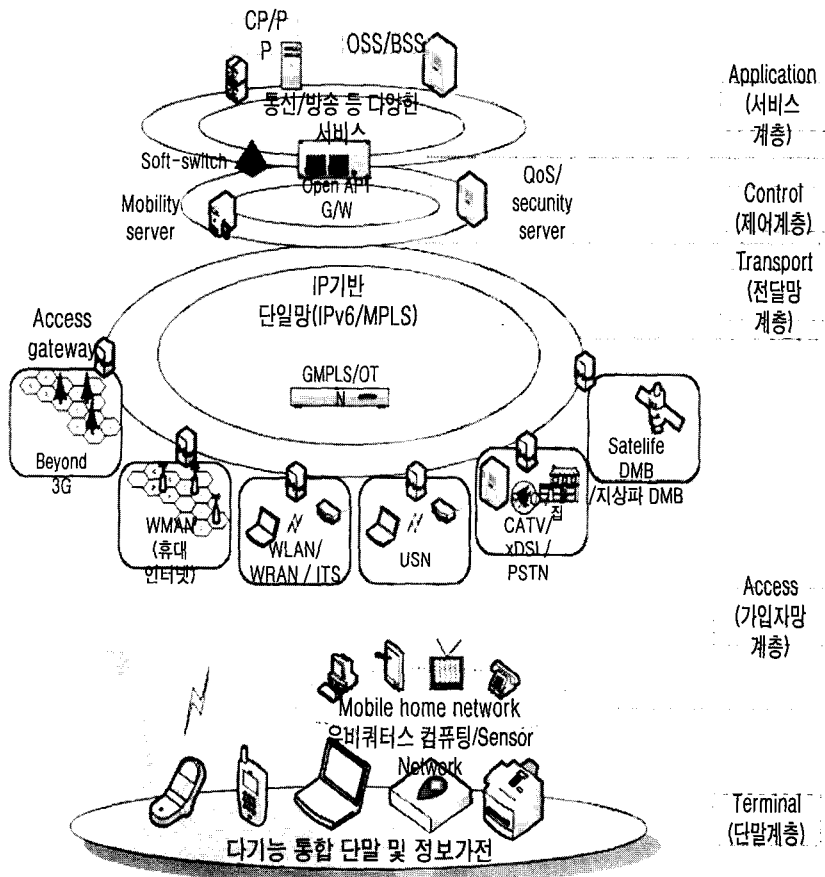 CP/P
P
OSS/BSS
통신/방송 등 다양한
서비스
Application
(서비스
계층)
Soft-switch
Open API
G/W
Mobility
server
QoS/
security
server
Control
(제어계층)
Transport
(전달망
계층)
IP기반
단일망(IPv6/MPLS)
Access
gateway
GMPLS/OT
N
Beyond
3G
WMAN
(휴대
인터넷)
WLAN/
WRAN / ITS
USN
집
CATV/
xDSL/
PSTN
Satelife
DMB
/지상파 DMB
Access
(가입자망
계층)
Mobile home network
유비쿼터스 컴퓨팅/Sensor
Network
다기능 통합 단말 및 정보가전
Terminal
(단말계층)